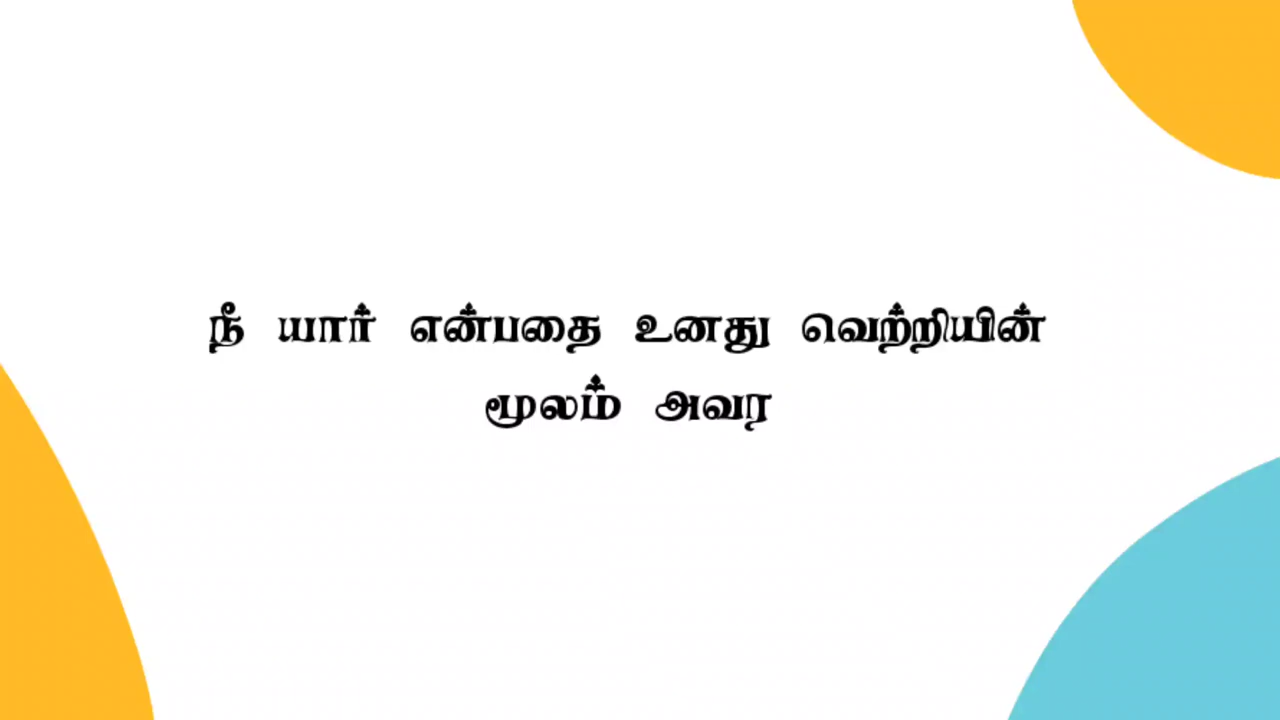 நீ யார் என்பதை உனது வெற்றியின்
மூலம் அவர